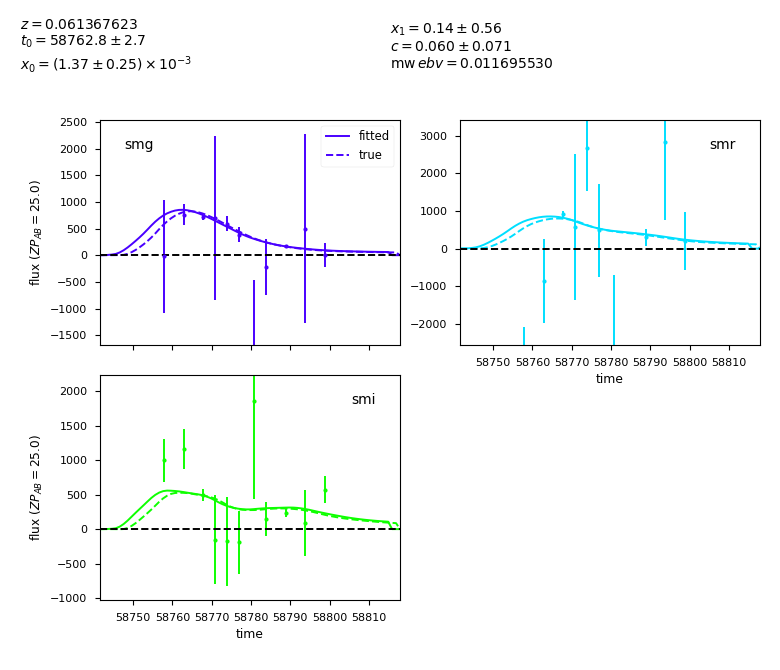 z = 0.061367623
t₀ = 58762.8 ± 2.7
x₀ = (1.37 ± 0.25) × 10⁻³
x₁ = 0.14 ± 0.56
c = 0.060 ± 0.071
mw ebv = 0.011695530
2500
2000
1500
1000
500
0
−500
−1000
−1500
flux (ZP_AB = 25.0)
smg
fitted
true
3000
2000
1000
0
−1000
−2000
smr
58750 58760 58770 58780 58790 58800 58810
time
2000
1500
1000
500
0
−500
−1000
flux (ZP_AB = 25.0)
smi
58750 58760 58770 58780 58790 58800 58810
time